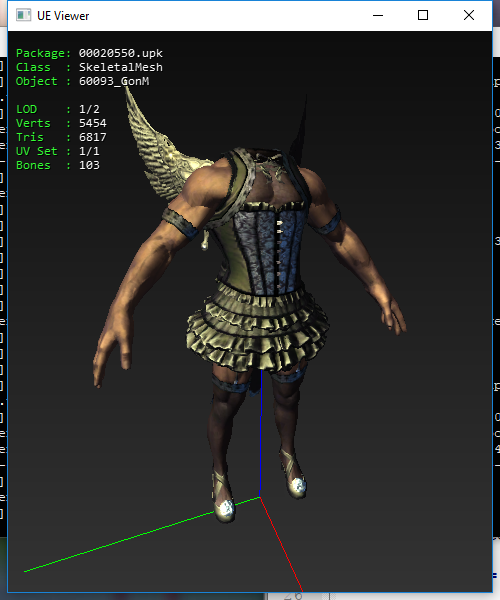 UE Viewer
Package: 00020550.upk
Class : SkeletalMesh
Object : 60093_GonM
LOD : 1/2
Verts : 5454
Tris : 6817
UV Set : 1/1
Bones : 103
26